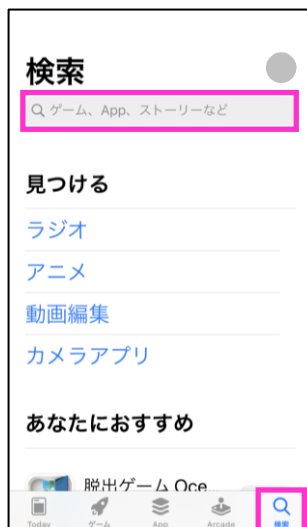 検索
ゲーム、App、ストーリーなど
見つける
ラジオ
アニメ
動画編集
カメラアプリ
あなたにおすすめ
脱出ゲーム Oce...
Today ゲーム App Arcade 検索